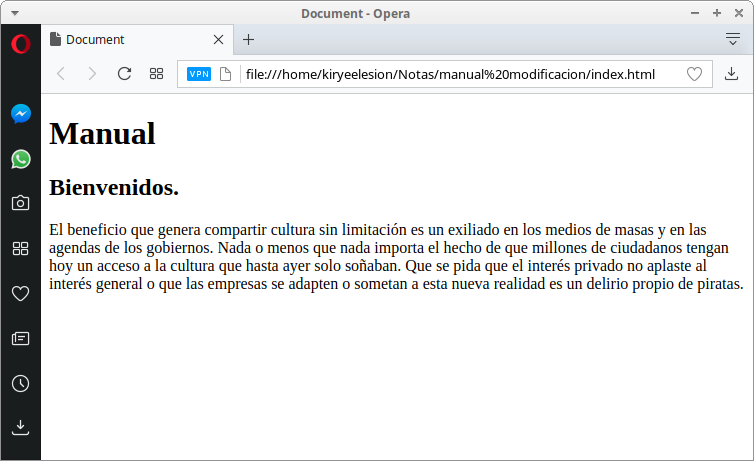 Document - Opera
Document
VPN file:///home/kiryeelesion/Notas/manual%20modificacion/index.html
Manual
Bienvenidos.
El beneficio que genera compartir cultura sin limitación es un exiliado en los medios de masas y en las
agendas de los gobiernos. Nada o menos que nada importa el hecho de que millones de ciudadanos tengan
hoy un acceso a la cultura que hasta ayer solo soñaban. Que se pida que el interés privado no aplaste al
interés general o que las empresas se adapten o sometan a esta nueva realidad es un delirio propio de piratas.